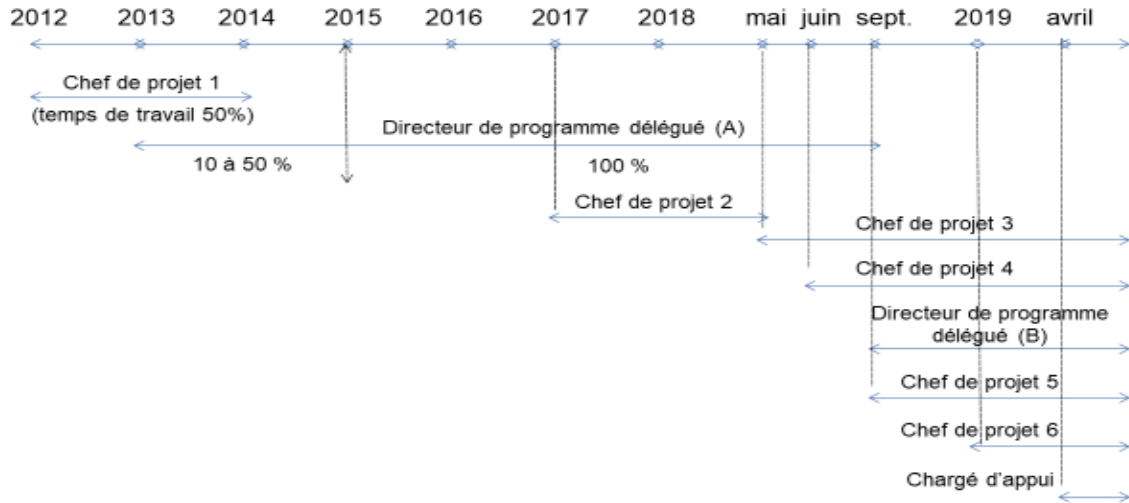 2012 2013 2014 2015 2016 2017 2018 mai juin sept. 2019 avril
Chef de projet 1
(temps de travail 50%)
Directeur de programme délégué (A)
10 à 50 % 100 %
Chef de projet 2
Chef de projet 3
Chef de projet 4
Directeur de programme
délégué (B)
Chef de projet 5
Chef de projet 6
Chargé d'appui